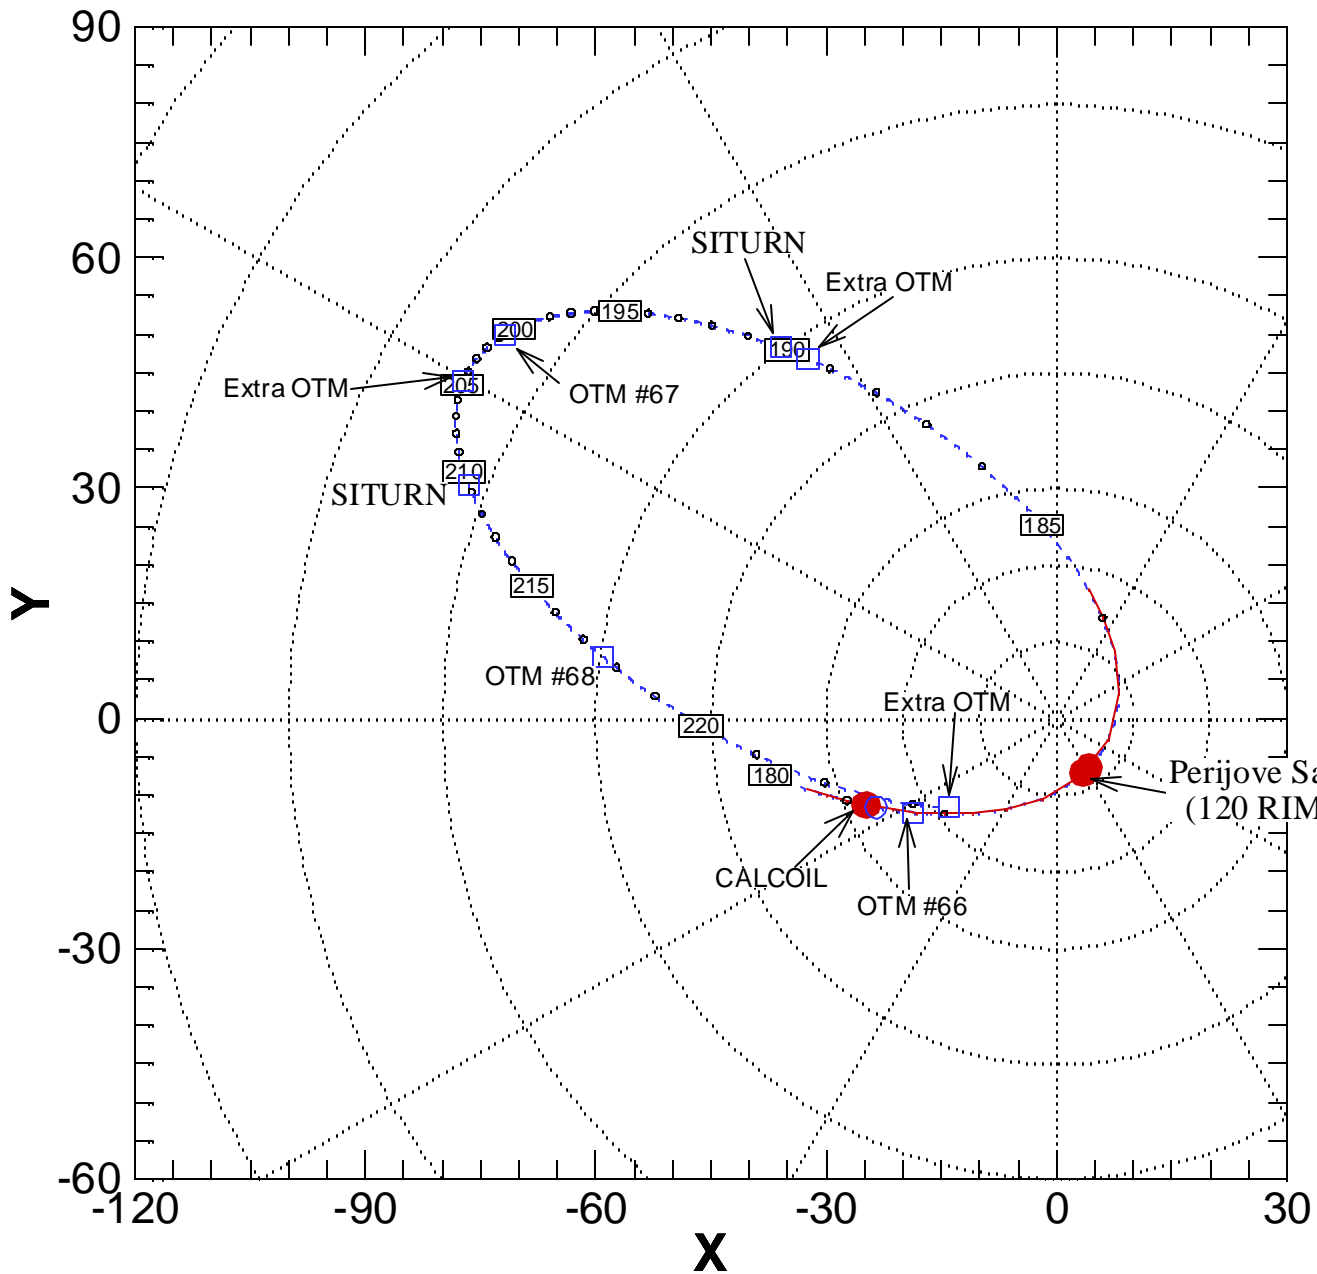 90
SITURN
60
Extra OTM
195
200
190
Extra OTM
205
OTM #67
210
30
SITURN
185
215
Y
OTM #68
Extra OTM
0
220
180
Perijove Sa
(120 RIM
CALCOIL
OTM #66
-30
-60
-120
-90
-60
-30
0
30
X